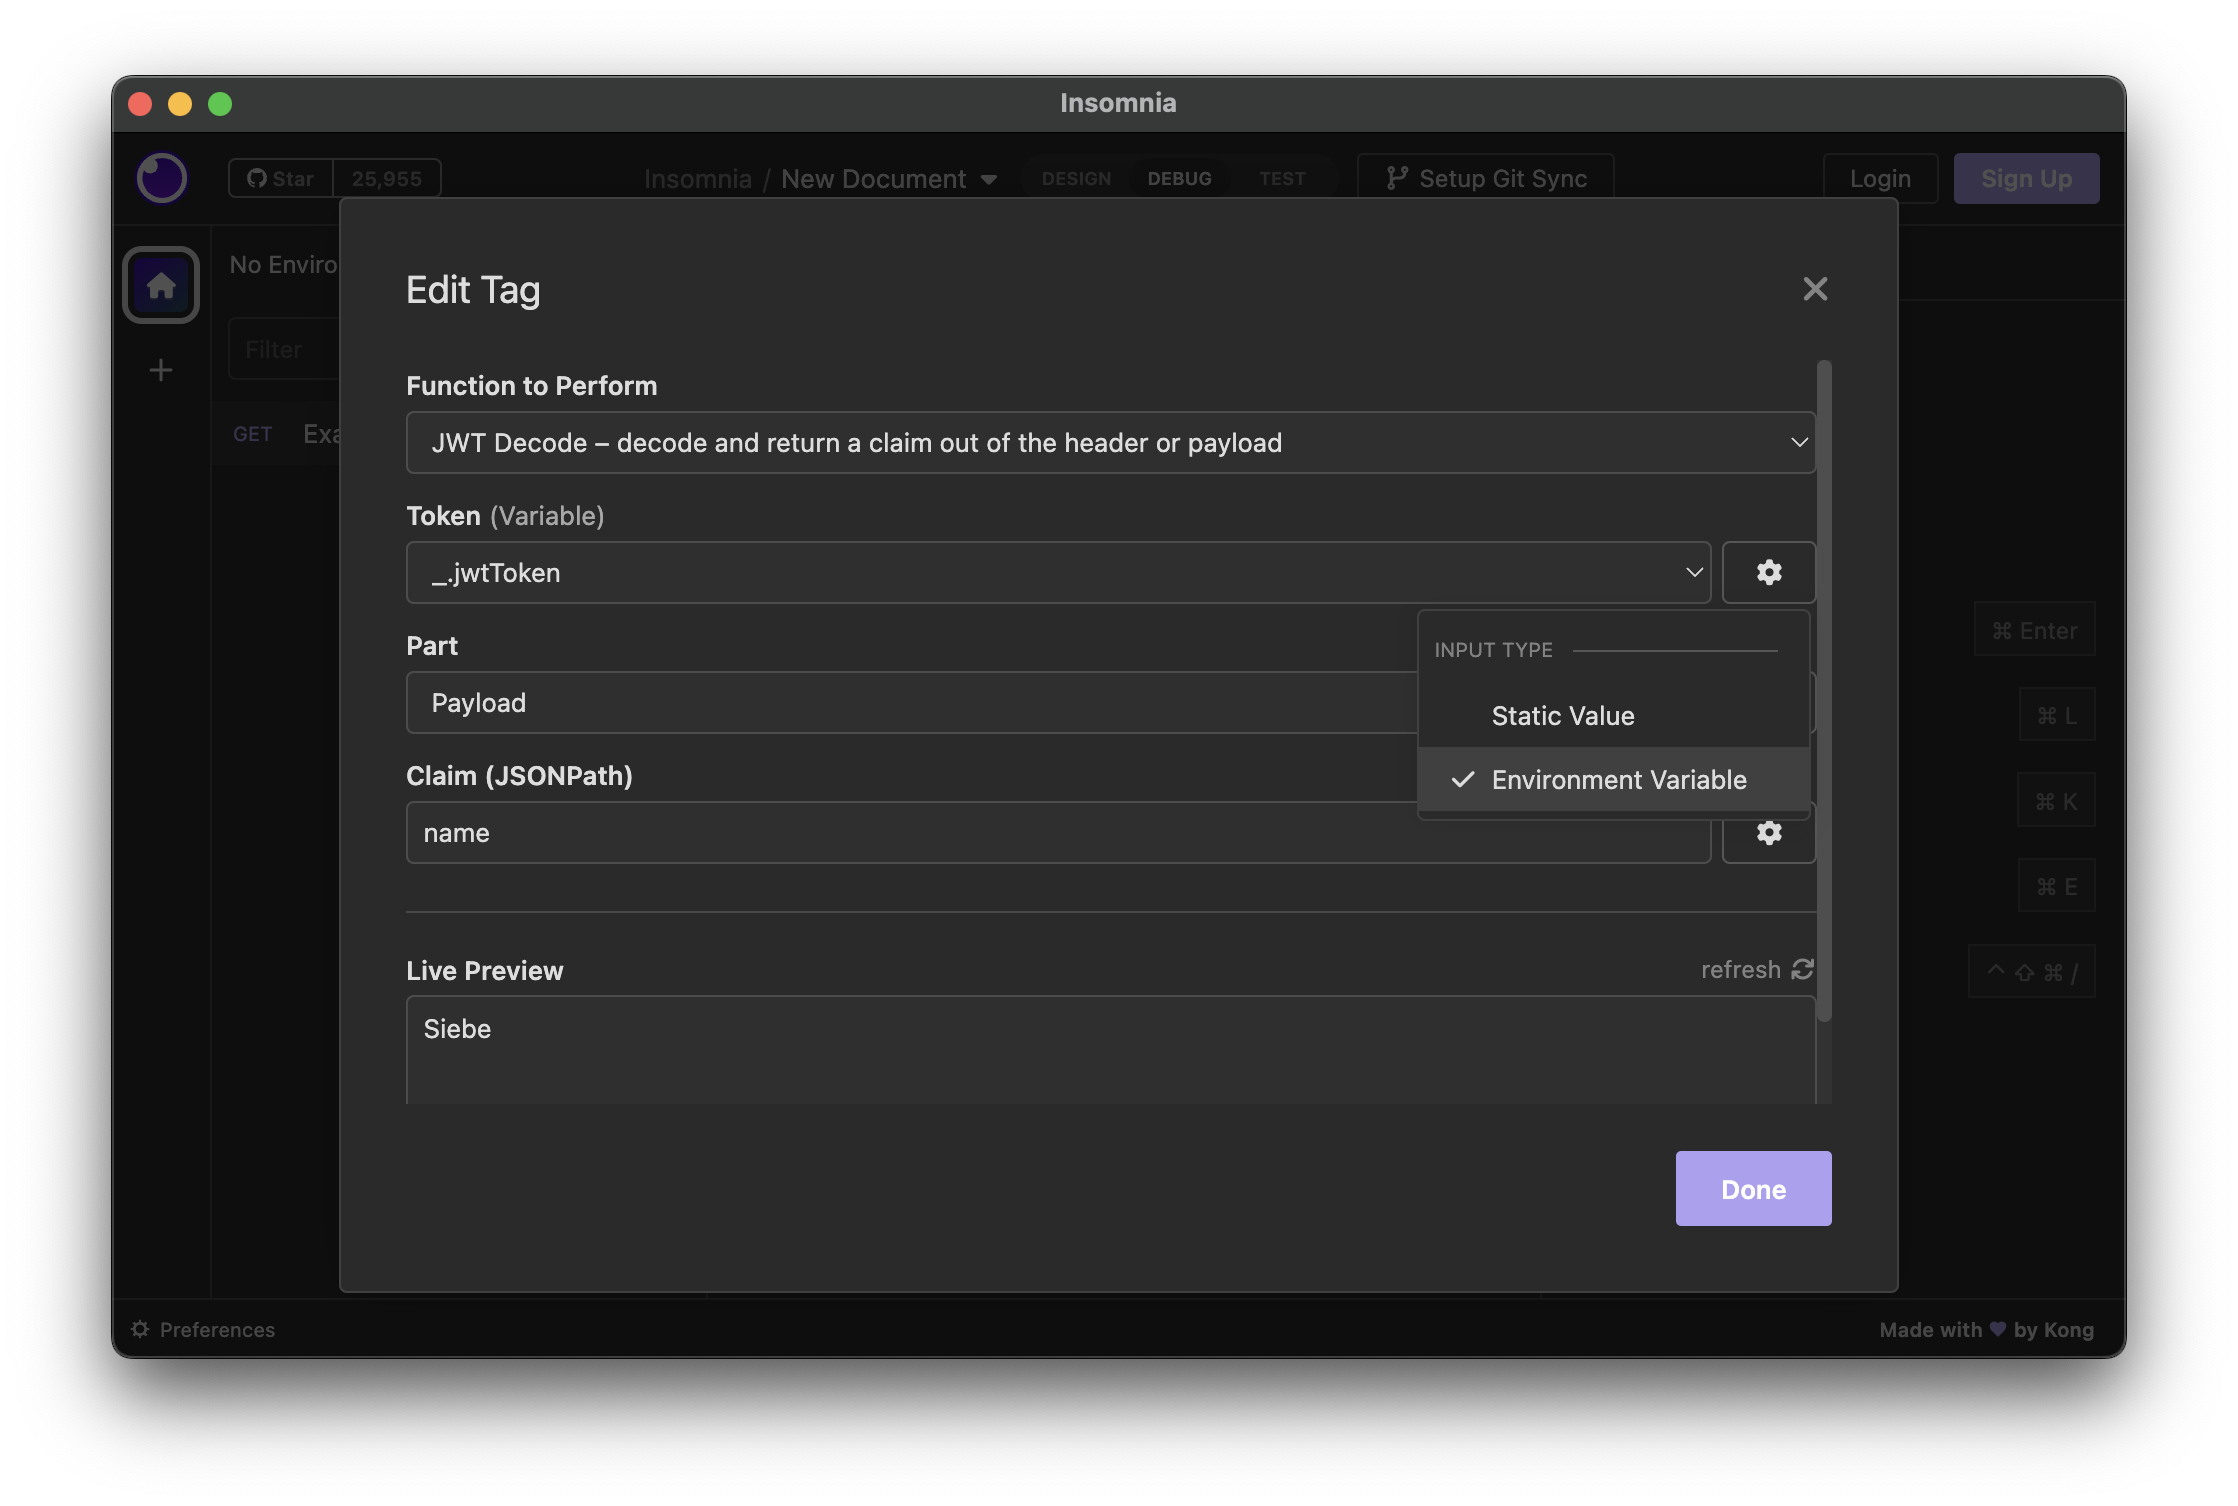 Insomnia
Star 25,955
Insomnia / New Document
DESIGN DEBUG TEST
Setup Git Sync
Login
Sign Up
No Enviro
Filter
GET Exa
Edit Tag
Function to Perform
JWT Decode – decode and return a claim out of the header or payload
Token (Variable)
_.jwtToken
INPUT TYPE
Static Value
Environment Variable
Part
Payload
Claim (JSONPath)
name
Live Preview
refresh
Siebe
Done
⌘ Enter
⌘ L
⌘ K
⌘ E
⌃ ⇧ ⌘ /
Preferences
Made with ♥ by Kong